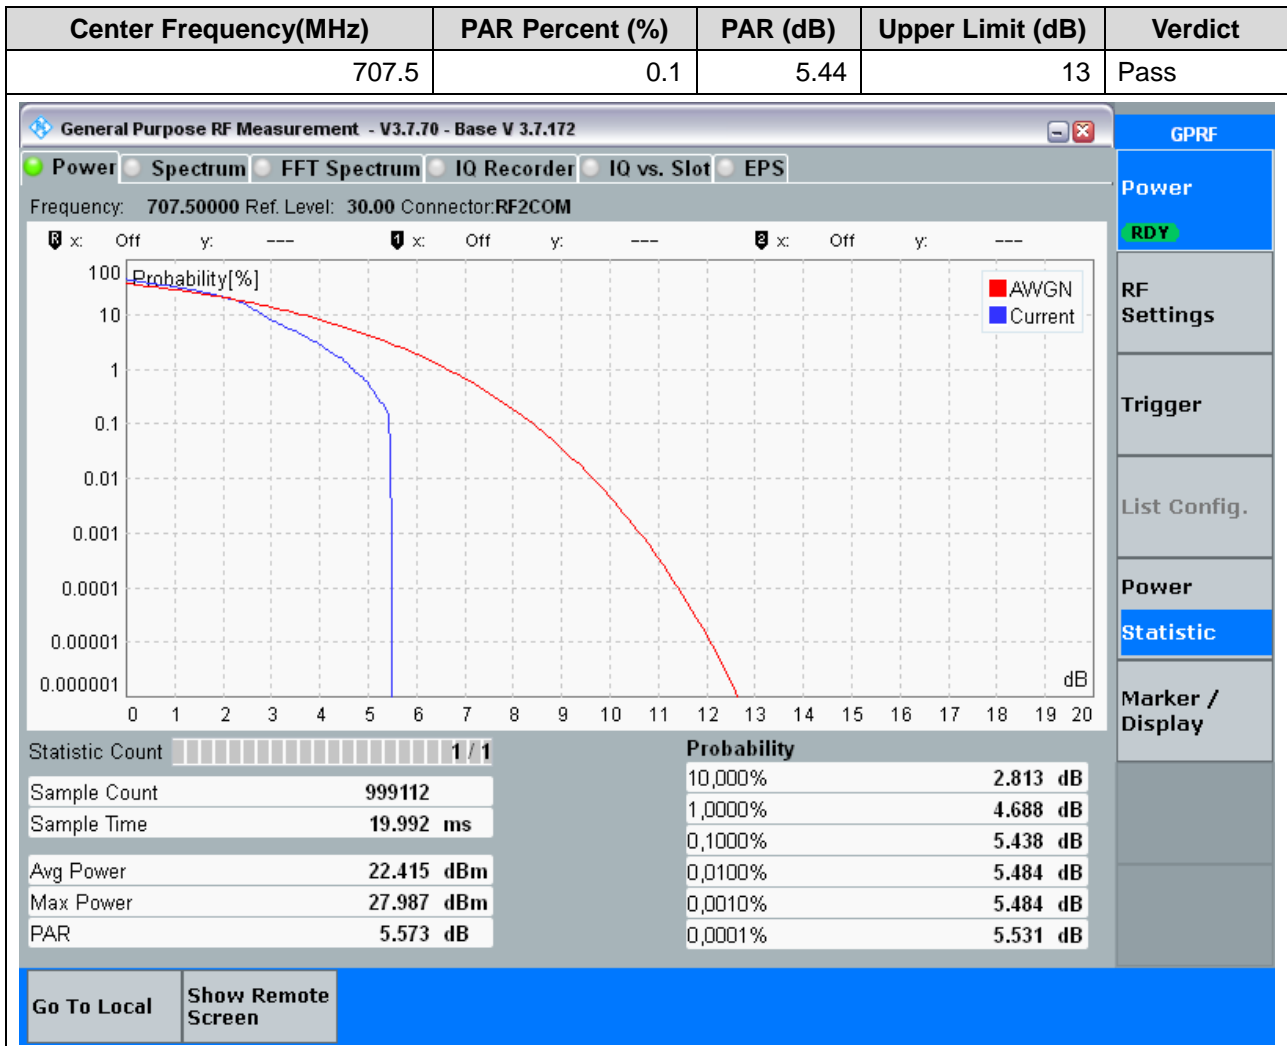 Center Frequency(MHz) PAR Percent (%) PAR (dB) Upper Limit (dB) Verdict
707.5 0.1 5.44 13 Pass
General Purpose RF Measurement - V3.7.70 - Base V 3.7.172
GPRF
Power Spectrum FFT Spectrum IQ Recorder IQ vs. Slot EPS
Power
RDY
Frequency: 707.50000 Ref. Level: 30.00 Connector:RF2COM
R x: Off y: --- 1 x: Off y: --- 2 x: Off y: ---
Probability[%]
AWGN
Current
100
10
1
0.1
0.01
0.001
0.0001
0.00001
0.000001
dB
0 1 2 3 4 5 6 7 8 9 10 11 12 13 14 15 16 17 18 19 20
RF
Settings
Trigger
List Config.
Power
Statistic
Marker /
Display
Statistic Count 1 / 1
Sample Count 999112
Sample Time 19.992 ms
Avg Power 22.415 dBm
Max Power 27.987 dBm
PAR 5.573 dB
Probability
10,000% 2.813 dB
1,0000% 4.688 dB
0,1000% 5.438 dB
0,0100% 5.484 dB
0,0010% 5.484 dB
0,0001% 5.531 dB
Go To Local
Show Remote
Screen